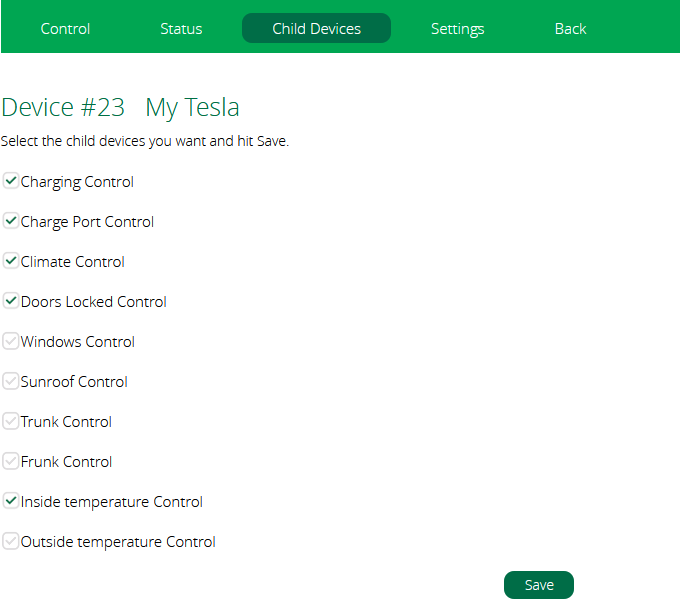 Control Status Child Devices Settings Back
Device #23 My Tesla
Select the child devices you want and hit Save.
Charging Control
Charge Port Control
Climate Control
Doors Locked Control
Windows Control
Sunroof Control
Trunk Control
Frunk Control
Inside temperature Control
Outside temperature Control
Save